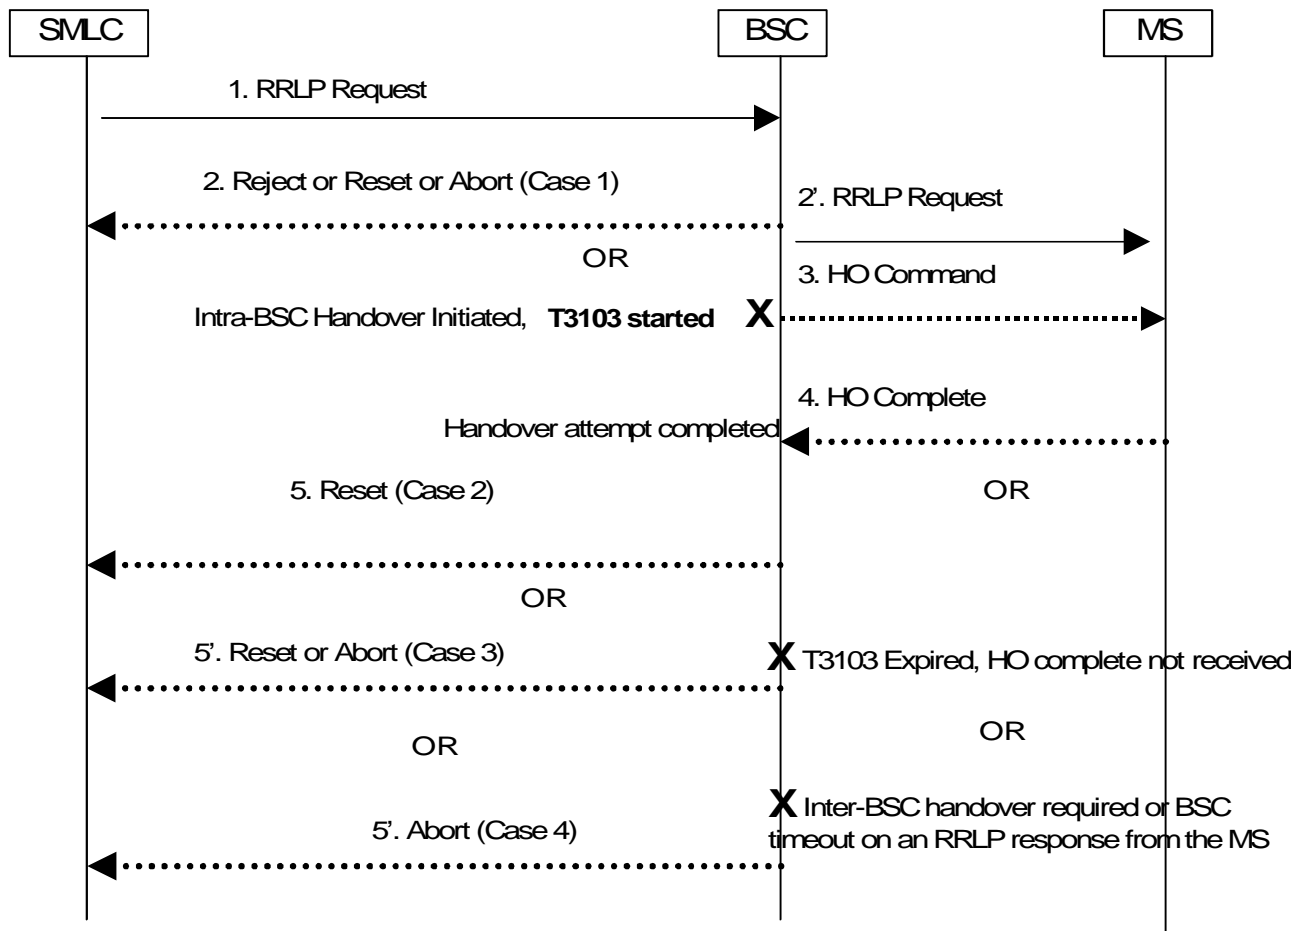 SMLC
BSC
MS
1. RRLP Request
2. Reject or Reset or Abort (Case 1)
2’. RRLP Request
OR
3. HO Command
Intra-BSC Handover Initiated, T3103 started X
4. HO Complete
Handover attempt completed
5. Reset (Case 2)
OR
OR
5’. Reset or Abort (Case 3)
X T3103 Expired, HO complete not received
OR
OR
X Inter-BSC handover required or BSC
timeout on an RRLP response from the MS
5’. Abort (Case 4)